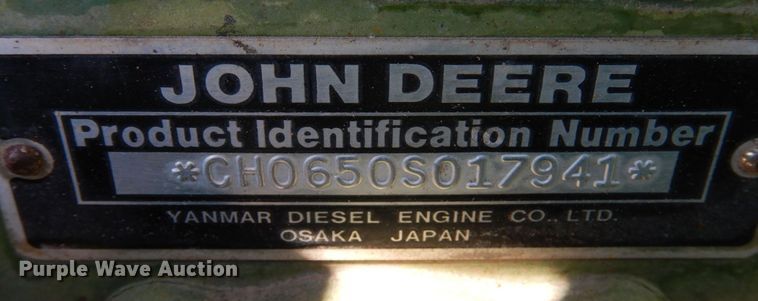 JOHN DEERE
Product Identification Number
*CH0650S017941*
YANMAR DIESEL ENGINE CO., LTD.
OSAKA JAPAN
Purple Wave Auction